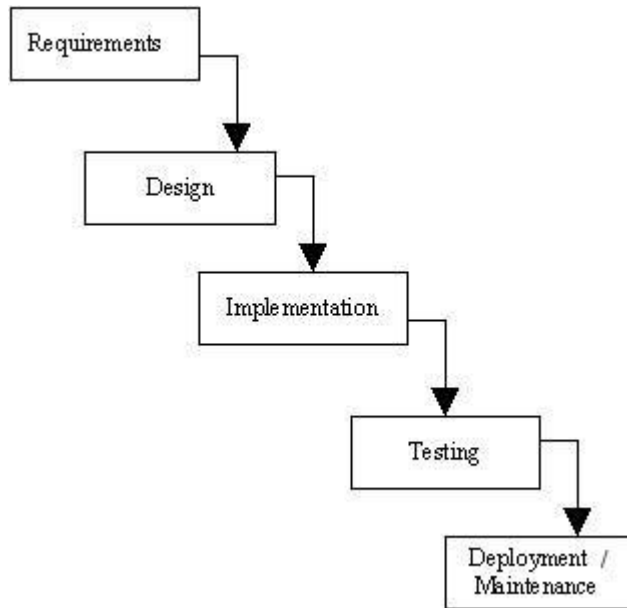 Requirements
Design
Implementation
Testing
Deployment /
Maintenance